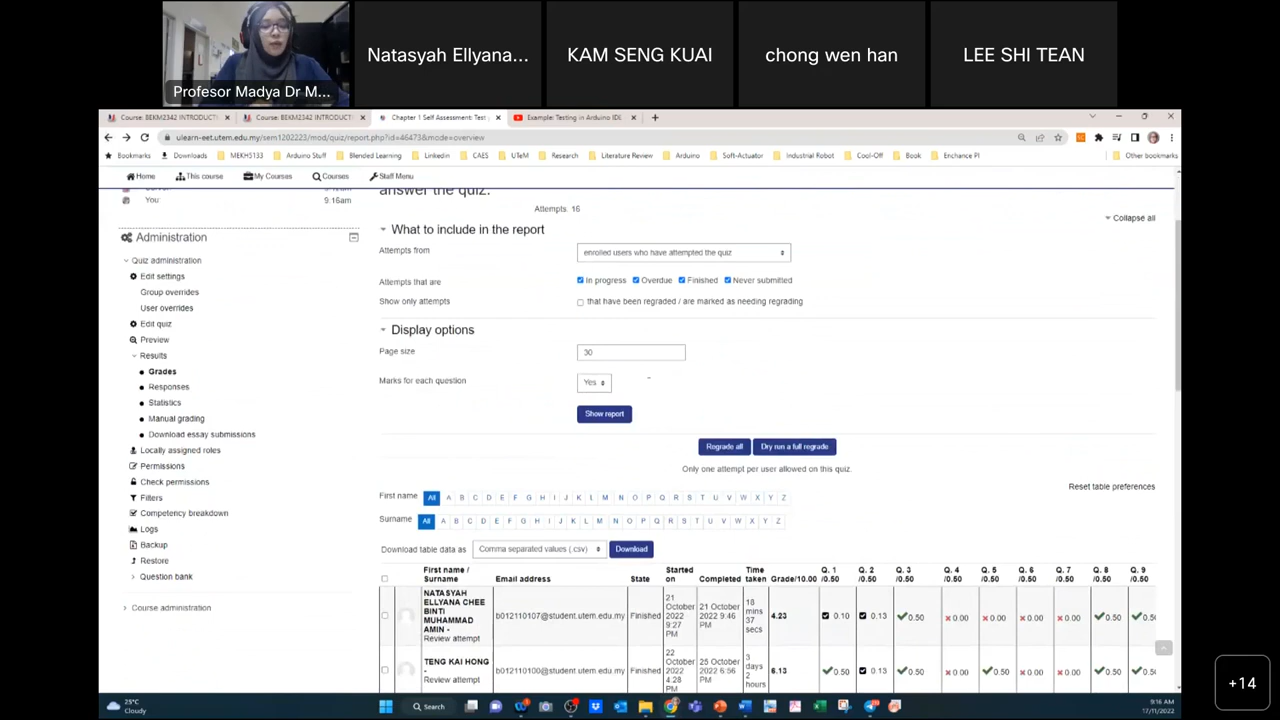 Profesor Madya Dr M...
Natasyah Ellyana...
KAM SENG KUAI
chong wen han
LEE SHI TEAN
Course: BEKM2342 INTRODUCT
Course: BEKM2342 INTRODUCT
Chapter 1 Self Assessment: Test
Example: Testing in Arduino IDE
ulearn-eet.utem.edu.my/sem1202223/mod/quiz/report.php?id=46473&mode=overview
Bookmarks
Downloads
MEKH5133
Arduino Stuff
Blended Learning
Linkedin
CAES
UTeM
Research
Literature Review
Arduino
Soft-Actuator
Industrial Robot
Cool-Off
Book
Enchance PI
Other bookmarks
Home
This course
My Courses
Courses
Staff Menu
You
9.16am
Administration
Quiz administration
Edit settings
Group overrides
User overrides
Edit quiz
Preview
Results
Grades
Responses
Statistics
Manual grading
Download essay submissions
Locally assigned roles
Permissions
Check permissions
Filters
Competency breakdown
Logs
Backup
Restore
Question bank
Course administration
answer the quiz.
Attempts: 16
Collapse all
What to include in the report
Attempts from
enrolled users who have attempted the quiz
Attempts that are
In progress
Overdue
Finished
Never submitted
Show only attempts
that have been regraded / are marked as needing regrading
Display options
Page size
30
Marks for each question
Yes
Show report
Regrade all
Dry run a full regrade
Only one attempt per user allowed on this quiz.
Reset table preferences
First name All A B C D E F G H I J K L M N O P Q R S T U V W X Y Z
Surname All A B C D E F G H I J K L M N O P Q R S T U V W X Y Z
Download table data as
Comma separated values (.csv)
Download
First name / Surname
Email address
State
Started on
Completed
Time taken
Grade/10.00
Q. 1 /0.50
Q. 2 /0.50
Q. 3 /0.50
Q. 4 /0.50
Q. 5 /0.50
Q. 6 /0.50
Q. 7 /0.50
Q. 8 /0.50
Q. 9 /0.50
NATASYAH
ELLYANA CHEE
BINTI
MUHAMMAD
AMIN -
Review attempt
b012110107@student.utem.edu.my
Finished
21 October 2022 9:27 PM
21 October 2022 9:46 PM
18 mins 37 secs
4.23
0.10
0.13
0.50
0.00
0.00
0.00
0.00
0.50
0.50
TENG KAI HONG
-
Review attempt
b012110100@student.utem.edu.my
Finished
22 October 2022 4:28 PM
25 October 2022 6:56 PM
3 days 2 hours
6.13
0.50
0.13
0.50
0.00
0.50
0.00
0.00
0.50
0.50
+14
25°C
Cloudy
Search
9:16 AM
17/11/2022